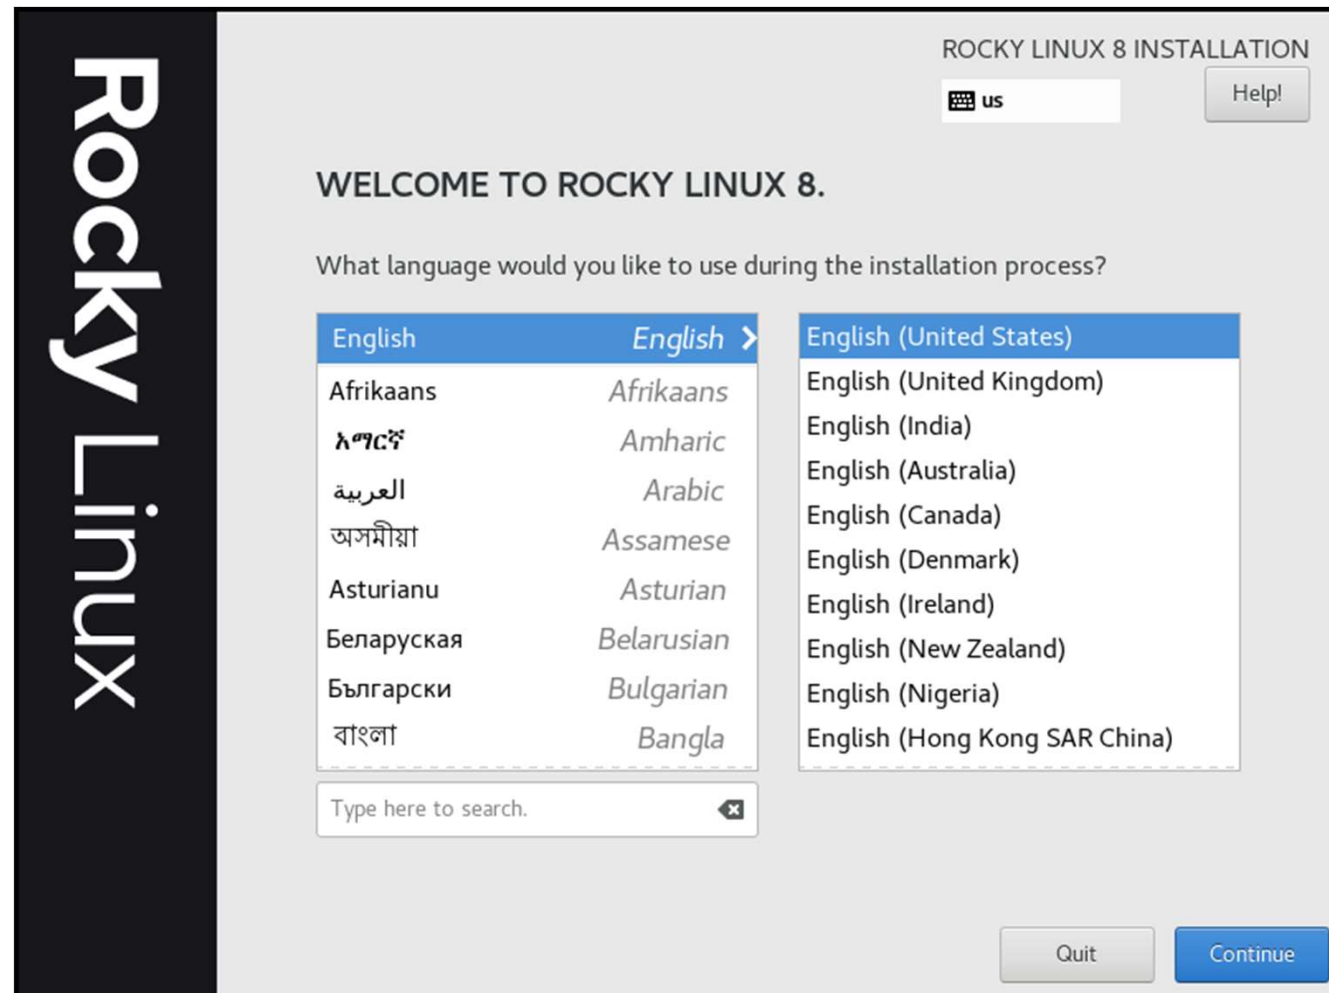 Rocky Linux
ROCKY LINUX 8 INSTALLATION
us
Help!
WELCOME TO ROCKY LINUX 8.
What language would you like to use during the installation process?
English English
Afrikaans Afrikaans
አማርኛ Amharic
العربية Arabic
অসমীয়া Assamese
Asturianu Asturian
Беларуская Belarusian
Български Bulgarian
বাংলা Bangla
Type here to search.
English (United States)
English (United Kingdom)
English (India)
English (Australia)
English (Canada)
English (Denmark)
English (Ireland)
English (New Zealand)
English (Nigeria)
English (Hong Kong SAR China)
Quit
Continue